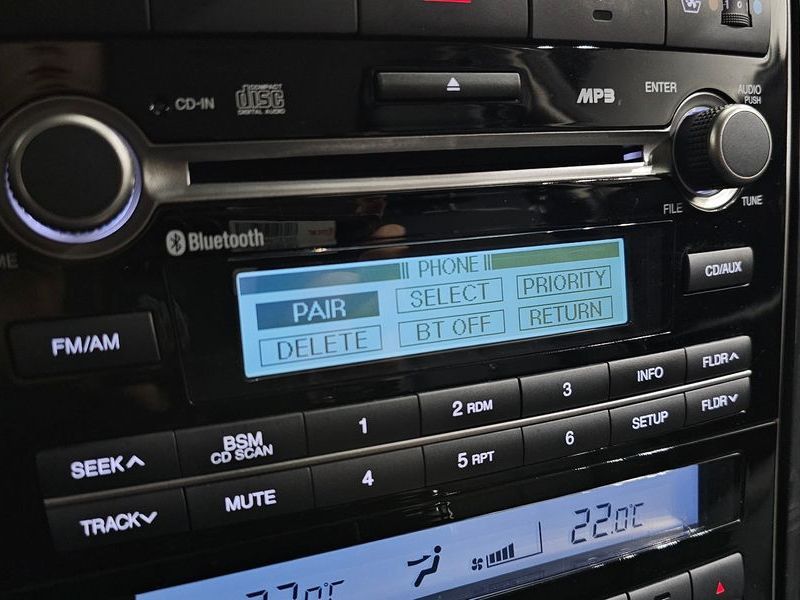 CD-IN
COMPACT
disc
DIGITAL AUDIO
MP3
ENTER
AUDIO
PUSH
FILE
TUNE
Bluetooth
PHONE
PAIR
SELECT
PRIORITY
DELETE
BT OFF
RETURN
CD/AUX
FM/AM
SEEK
BSM
CD SCAN
1
2 RDM
3
INFO
FLDR
TRACK
MUTE
4
5 RPT
6
SETUP
FLDR
22.0°C